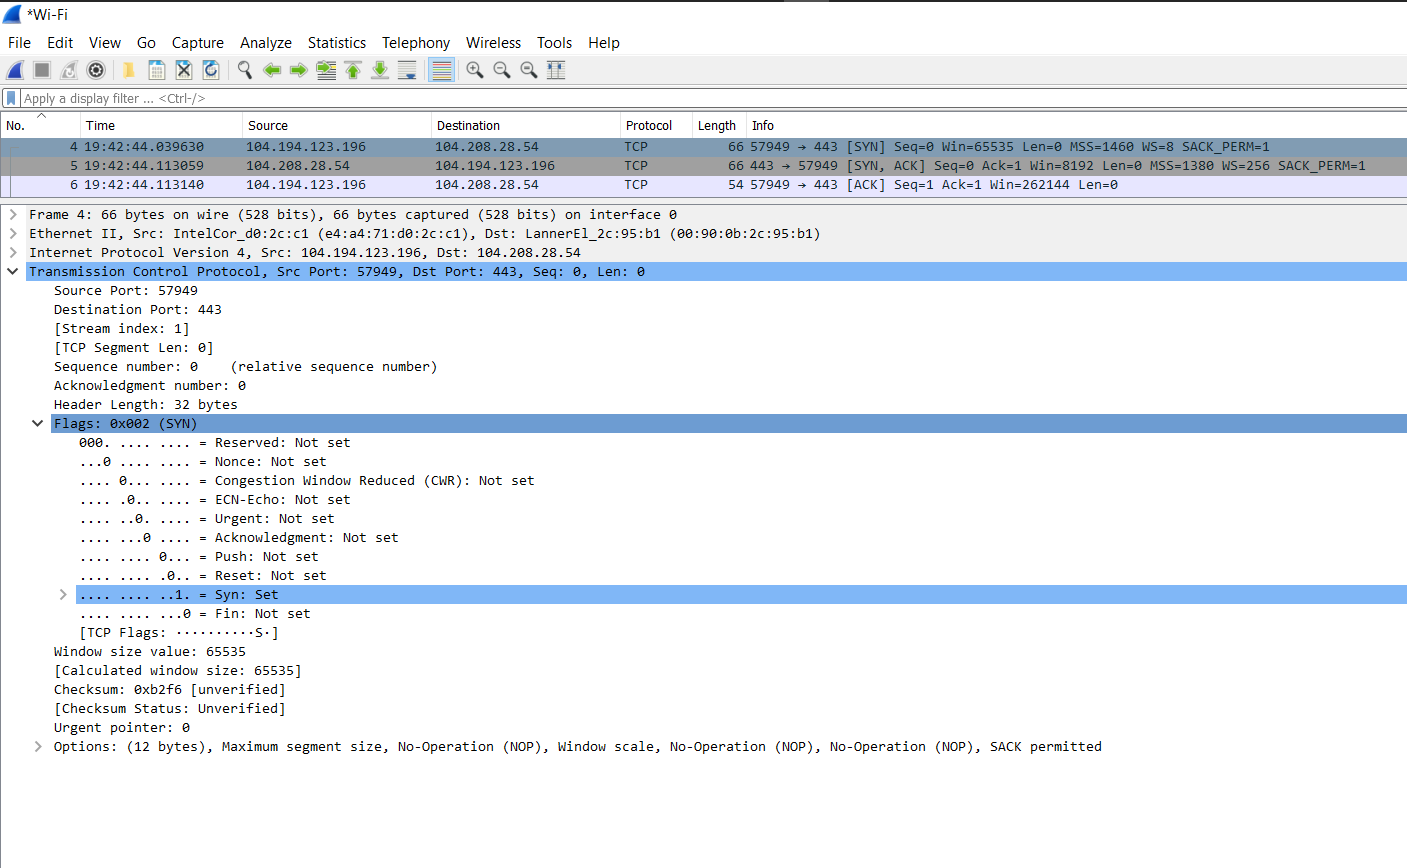 *Wi-Fi
File Edit View Go Capture Analyze Statistics Telephony Wireless Tools Help
Apply a display filter ... <Ctrl-/>
No. Time Source Destination Protocol Length Info
4 19:42:44.039630 104.194.123.196 104.208.28.54 TCP 66 57949 → 443 [SYN] Seq=0 Win=65535 Len=0 MSS=1460 WS=8 SACK_PERM=1
5 19:42:44.113059 104.208.28.54 104.194.123.196 TCP 66 443 → 57949 [SYN, ACK] Seq=0 Ack=1 Win=8192 Len=0 MSS=1380 WS=256 SACK_PERM=1
6 19:42:44.113140 104.194.123.196 104.208.28.54 TCP 54 57949 → 443 [ACK] Seq=1 Ack=1 Win=262144 Len=0
Frame 4: 66 bytes on wire (528 bits), 66 bytes captured (528 bits) on interface 0
Ethernet II, Src: IntelCor_d0:2c:c1 (e4:a4:71:d0:2c:c1), Dst: LannerEl_2c:95:b1 (00:90:0b:2c:95:b1)
Internet Protocol Version 4, Src: 104.194.123.196, Dst: 104.208.28.54
Transmission Control Protocol, Src Port: 57949, Dst Port: 443, Seq: 0, Len: 0
Source Port: 57949
Destination Port: 443
[Stream index: 1]
[TCP Segment Len: 0]
Sequence number: 0    (relative sequence number)
Acknowledgment number: 0
Header Length: 32 bytes
Flags: 0x002 (SYN)
000. .... .... = Reserved: Not set
...0 .... .... = Nonce: Not set
.... 0... .... = Congestion Window Reduced (CWR): Not set
.... .0.. .... = ECN-Echo: Not set
.... ..0. .... = Urgent: Not set
.... ...0 .... = Acknowledgment: Not set
.... .... 0... = Push: Not set
.... .... .0.. = Reset: Not set
.... .... ..1. = Syn: Set
.... .... ...0 = Fin: Not set
[TCP Flags: ··········S·]
Window size value: 65535
[Calculated window size: 65535]
Checksum: 0xb2f6 [unverified]
[Checksum Status: Unverified]
Urgent pointer: 0
Options: (12 bytes), Maximum segment size, No-Operation (NOP), Window scale, No-Operation (NOP), No-Operation (NOP), SACK permitted